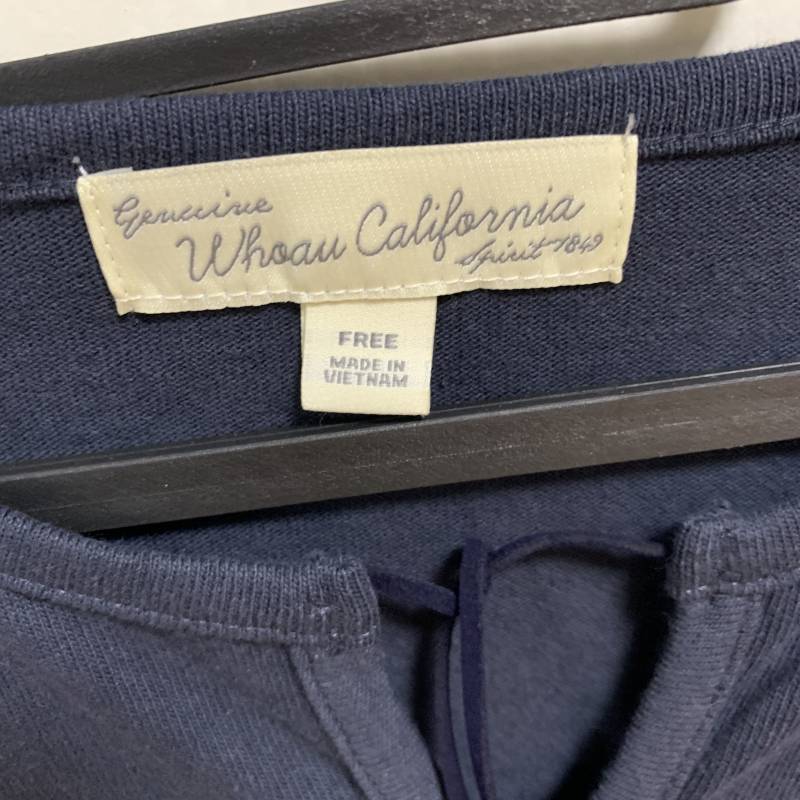 Genuine
Whoau California
Spirit 1849
FREE
MADE IN
VIETNAM